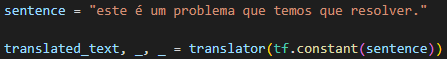 sentence = "este é um problema que temos que resolver."
translated_text, _, _ = translator(tf.constant(sentence))